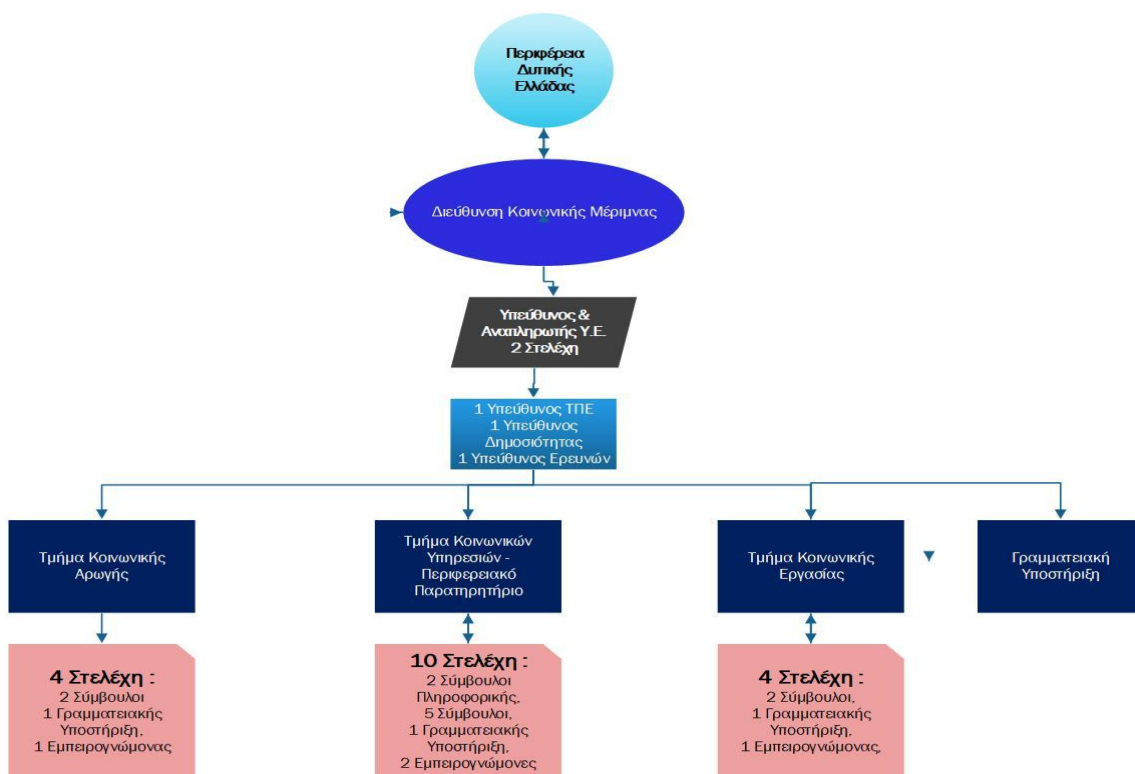 Περιφέρεια
Δυτικής
Ελλάδας
Διεύθυνση Κοινωνικής Μέριμνας
Υπεύθυνος &
Αναπληρωτής Υ.Ε.
2 Στελέχη
1 Υπεύθυνος ΤΠΕ
1 Υπεύθυνος
Δημοσιότητας
1 Υπεύθυνος Ερευνών
Τμήμα Κοινωνικής
Αρωγής
Τμήμα Κοινωνικών
Υπηρεσιών -
Περιφερειακό
Παρατηρητήριο
Τμήμα Κοινωνικής
Εργασίας
Γραμματειακή
Υποστήριξη
4 Στελέχη :
2 Σύμβουλοι
1 Γραμματειακής
Υποστήριξη,
1 Εμπειρογνώμονας
10 Στελέχη :
2 Σύμβουλοι
Πληροφορικής,
5 Σύμβουλοι,
1 Γραμματειακής
Υποστήριξη,
2 Εμπειρογνώμονες
4 Στελέχη :
2 Σύμβουλοι,
1 Γραμματειακής
Υποστήριξη,
1 Εμπειρογνώμονας,